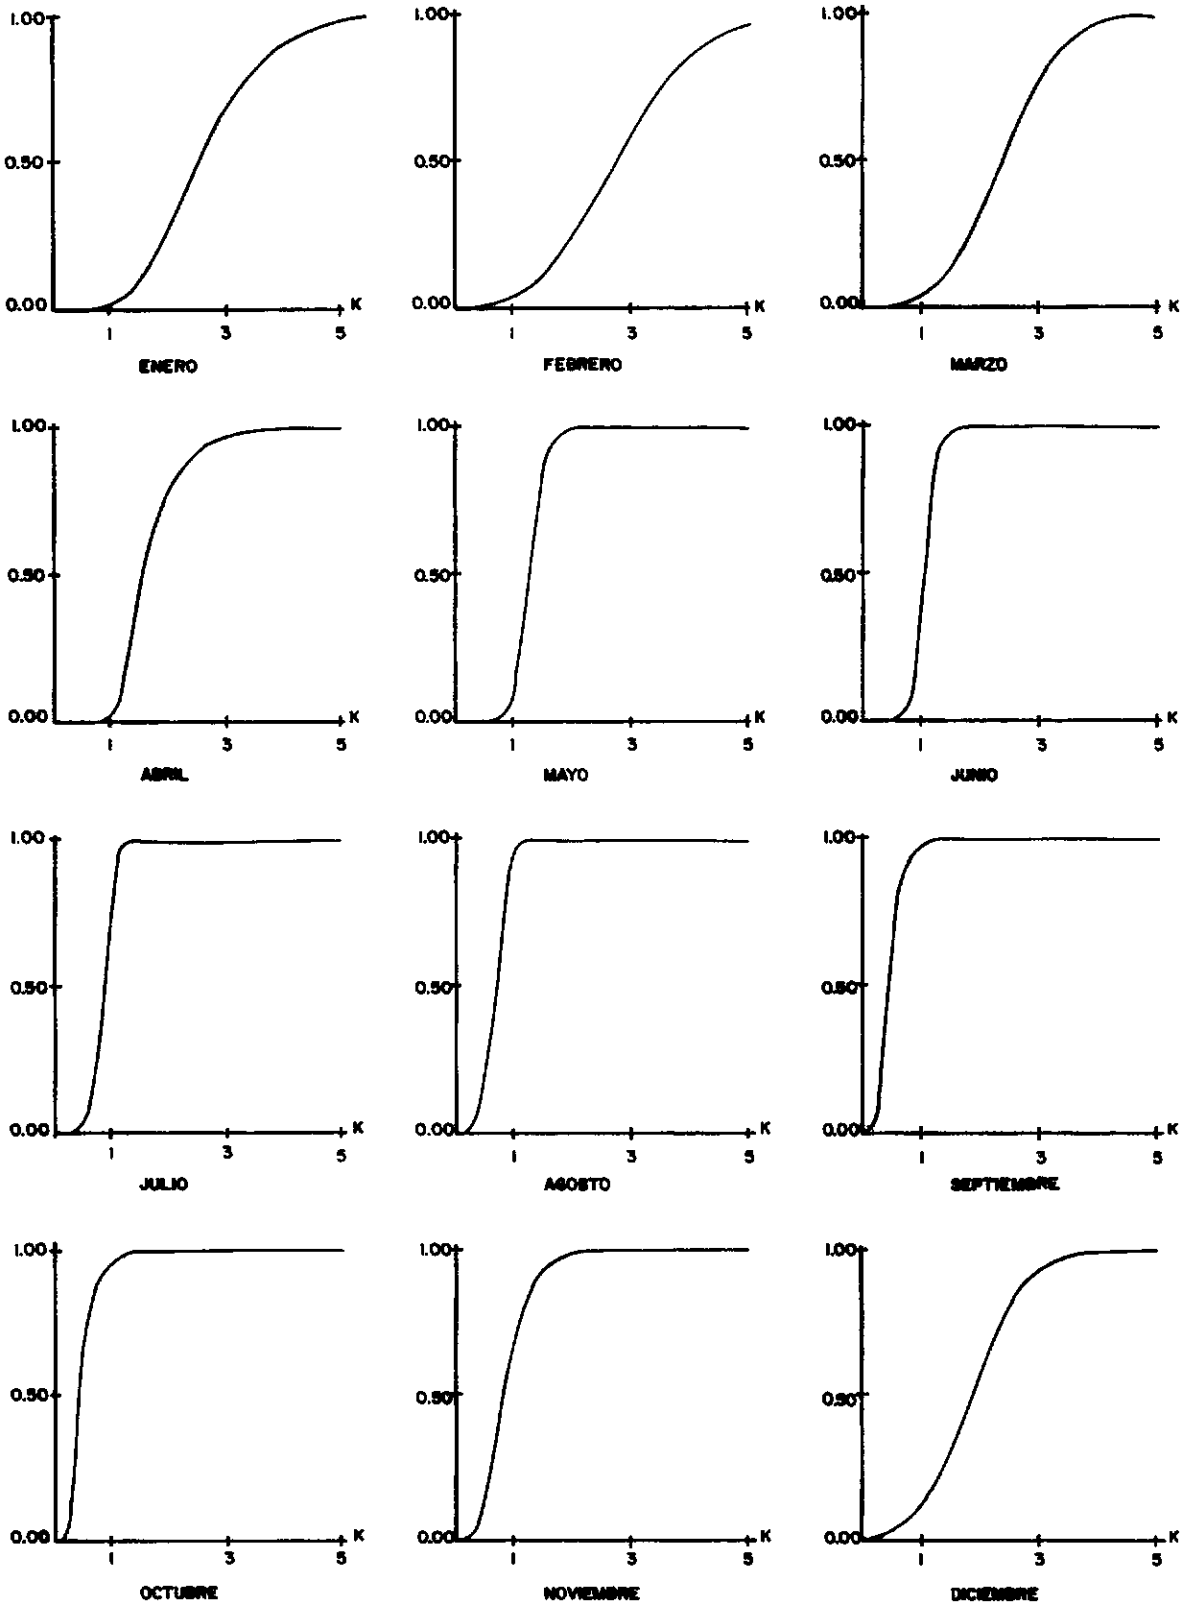 1.00 1.00 1.00
0.50 0.50 0.50
0.00 K 0.00 K 0.00 K
1 3 5 1 3 5 1 3 5
ENERO FEBRERO MARZO
1.00 1.00 1.00
0.50 0.50 0.50
0.00 K 0.00 K 0.00 K
1 3 5 1 3 5 1 3 5
ABRIL MAYO JUNIO
1.00 1.00 1.00
0.50 0.50 0.50
0.00 K 0.00 K 0.00 K
1 3 5 1 3 5 1 3 5
JULIO AGOSTO SEPTIEMBRE
1.00 1.00 1.00
0.50 0.50 0.50
0.00 K 0.00 K 0.00 K
1 3 5 1 3 5 1 3 5
OCTUBRE NOVIEMBRE DICIEMBRE